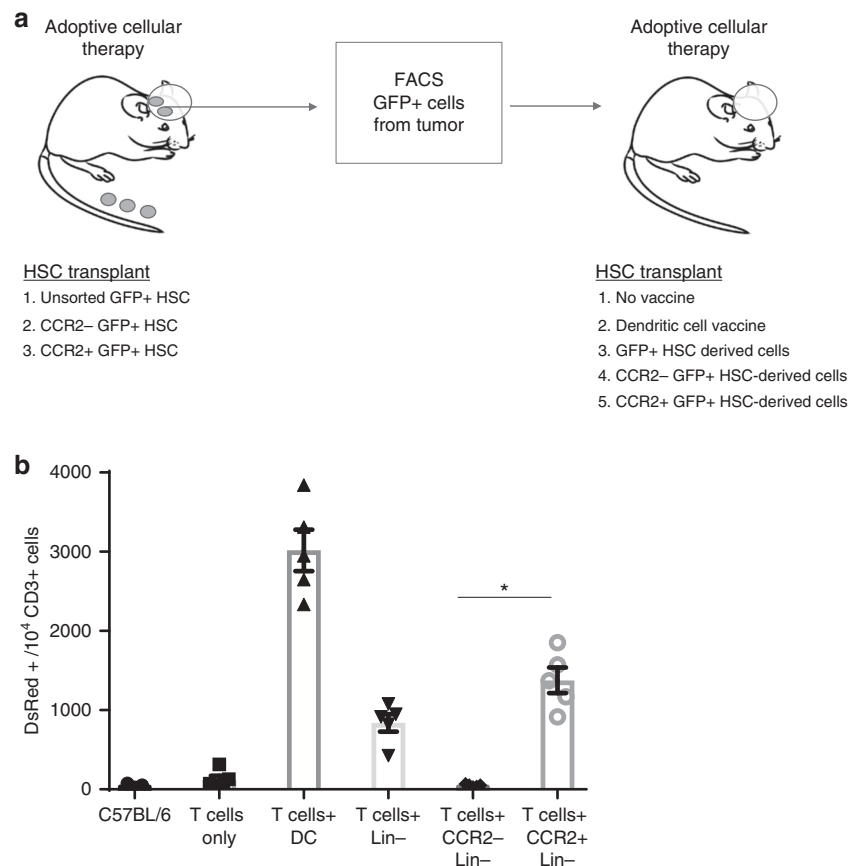 a
Adoptive cellular
therapy
FACS
GFP+ cells
from tumor
Adoptive cellular
therapy
HSC transplant
1. Unsorted GFP+ HSC
2. CCR2– GFP+ HSC
3. CCR2+ GFP+ HSC
HSC transplant
1. No vaccine
2. Dendritic cell vaccine
3. GFP+ HSC derived cells
4. CCR2– GFP+ HSC-derived cells
5. CCR2+ GFP+ HSC-derived cells
b
DsRed + /10⁴ CD3+ cells
4000
3000
2000
1000
0
*
C57BL/6
T cells
only
T cells+
DC
T cells+
Lin–
T cells+
CCR2–
Lin–
T cells+
CCR2+
Lin–